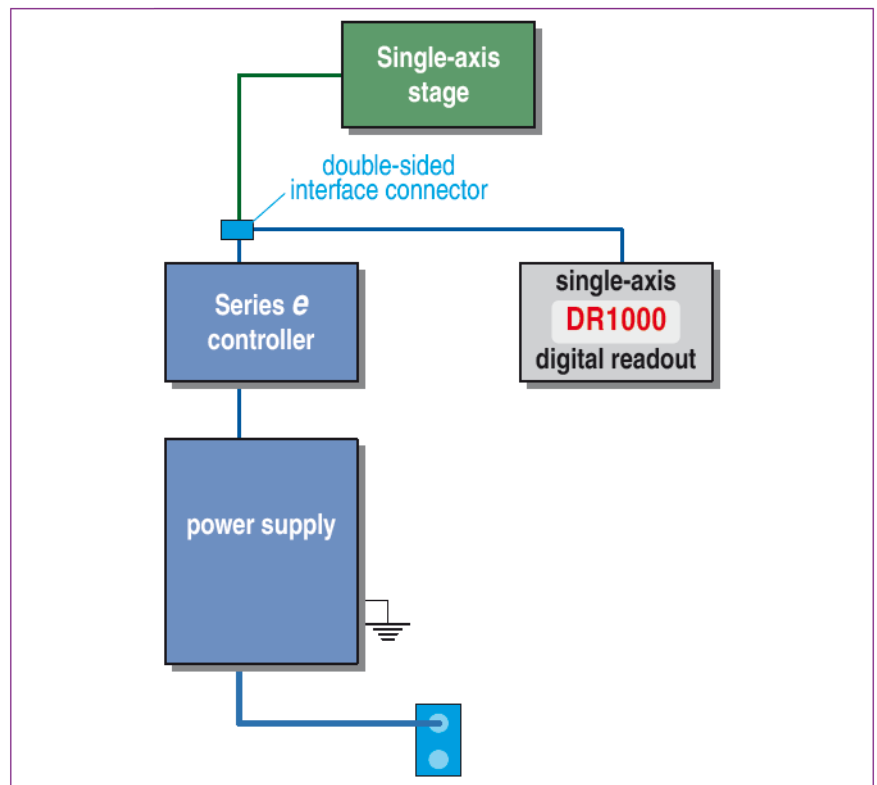 Single-axis
stage
double-sided
interface connector
Series e
controller
single-axis
DR1000
digital readout
power supply